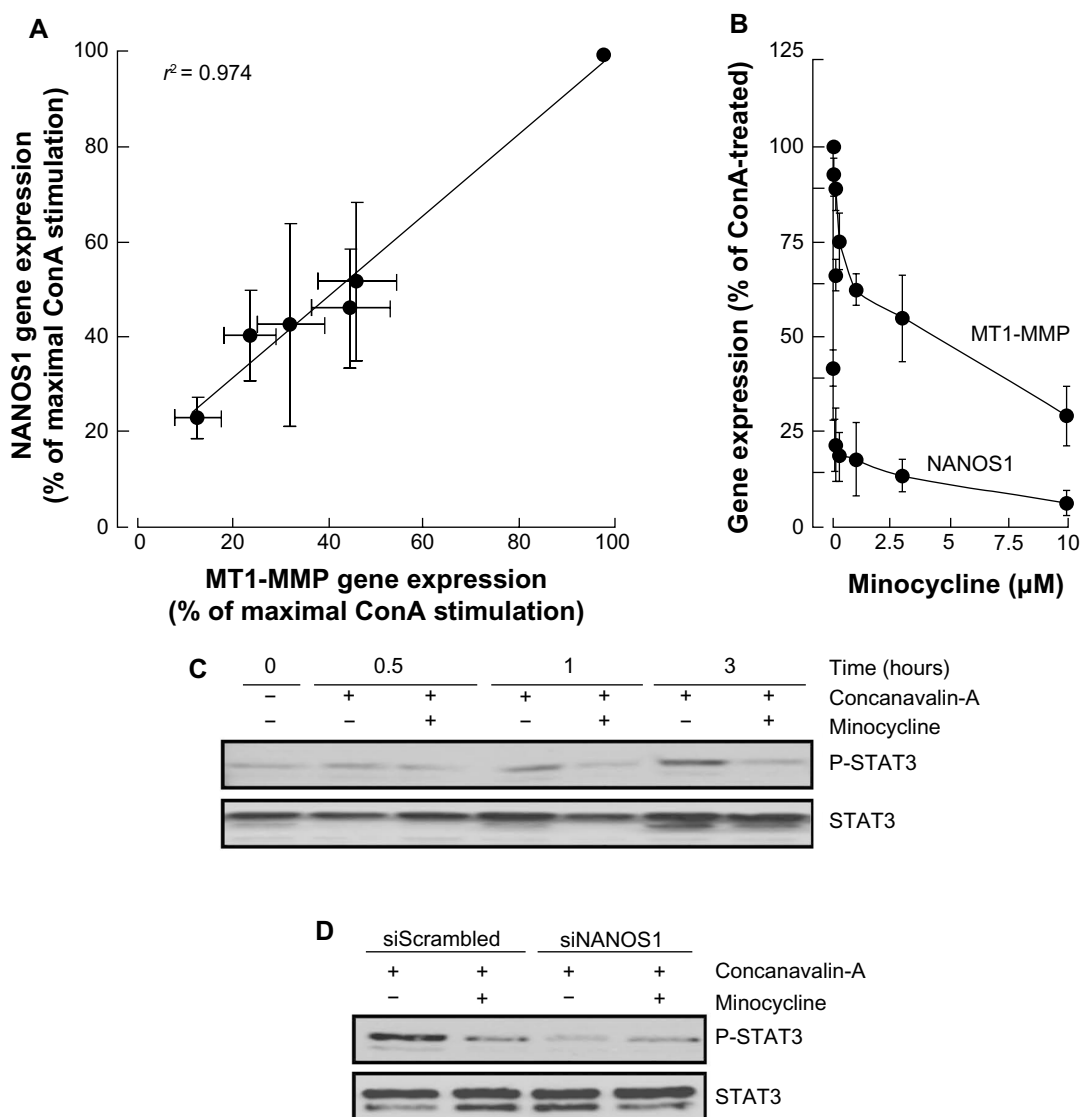 A
NANOS1 gene expression
(% of maximal ConA stimulation)
r² = 0.974
100
80
60
40
20
0
0 20 40 60 80 100
MT1-MMP gene expression
(% of maximal ConA stimulation)
B
Gene expression (% of ConA-treated)
125
100
75
50
25
0
MT1-MMP
NANOS1
0 2.5 5 7.5 10
Minocycline (µM)
C
0 0.5 1 3 Time (hours)
– + + + + + + Concanavalin-A
– – + – + – + Minocycline
P-STAT3
STAT3
D
siScrambled siNANOS1
+ + + + Concanavalin-A
– + – + Minocycline
P-STAT3
STAT3